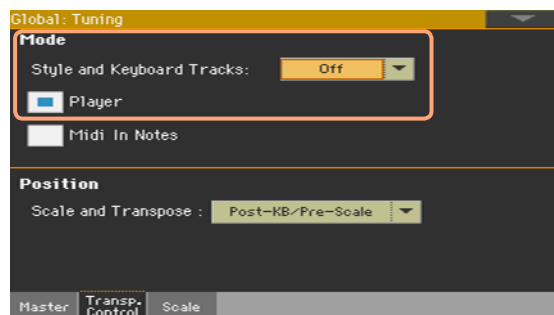 Global: Tuning
Mode
Style and Keyboard Tracks: Off
Player
Midi In Notes
Position
Scale and Transpose : Post-KB/Pre-Scale
Master Transp. Control Scale